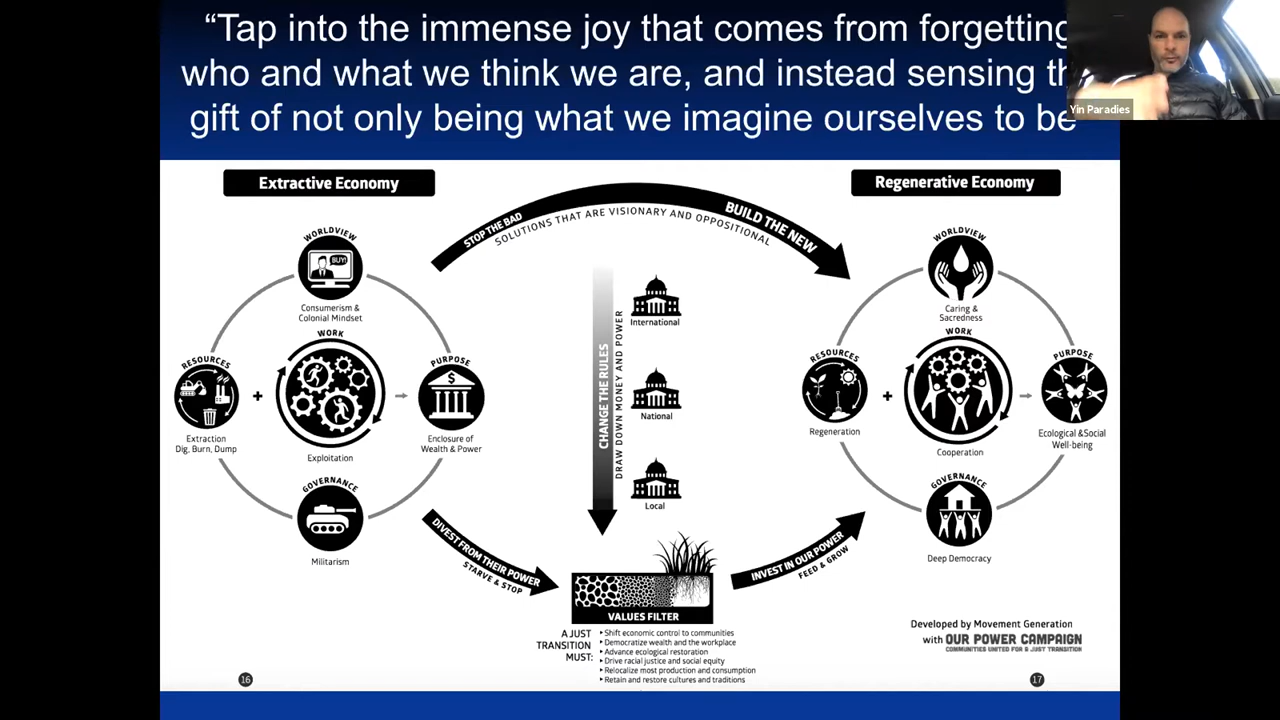 “Tap into the immense joy that comes from forgetting
who and what we think we are, and instead sensing th
gift of not only being what we imagine ourselves to be
Yin Paradies
Extractive Economy
Regenerative Economy
STOP THE BAD
BUILD THE NEW
SOLUTIONS THAT ARE VISIONARY AND OPPOSITIONAL
WORLDVIEW
BUY!
Consumerism &
Colonial Mindset
WORK
RESOURCES
PURPOSE
$
+
Extraction
Dig, Burn, Dump
Exploitation
Enclosure of
Wealth & Power
GOVERNANCE
Militarism
CHANGE THE RULES
DRAW DOWN MONEY AND POWER
International
National
Local
WORLDVIEW
Caring &
Sacredness
WORK
RESOURCES
PURPOSE
+
Regeneration
Cooperation
Ecological & Social
Well-being
GOVERNANCE
Deep Democracy
DIVEST FROM THEIR POWER
STARVE & STOP
INVEST IN OUR POWER
FEED & GROW
VALUES FILTER
A JUST
TRANSITION
MUST:
‣ Shift economic control to communities
‣ Democratize wealth and the workplace
‣ Advance ecological restoration
‣ Drive racial justice and social equity
‣ Relocalize most production and consumption
‣ Retain and restore cultures and traditions
Developed by Movement Generation
with OUR POWER CAMPAIGN
COMMUNITIES UNITED FOR A JUST TRANSITION
16
17